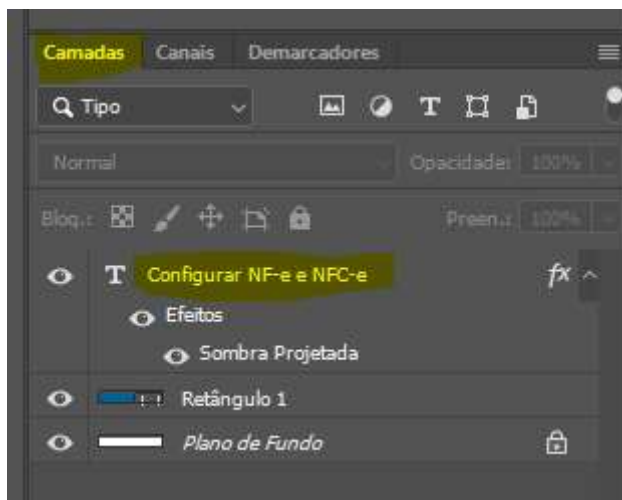 Camadas Canais Demarcadores
Tipo T
Normal Opacidade: 100%
Bloq.: Preen.: 100%
T Configurar NF-e e NFC-e fx
Efeitos
Sombra Projetada
Retângulo 1
Plano de Fundo